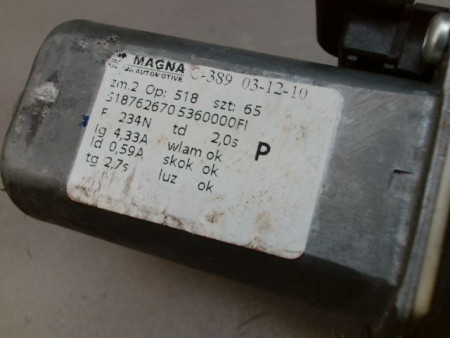 MAGNA C-389 03-12-10
AUTOMOTIVE
zm:2 Op: 518 szt: 65
518762670 5360000FI
F 234N td 2,0s
Ig 4,33A wlam ok P
Id 0,59A skok ok
tg 2.7s luz ok